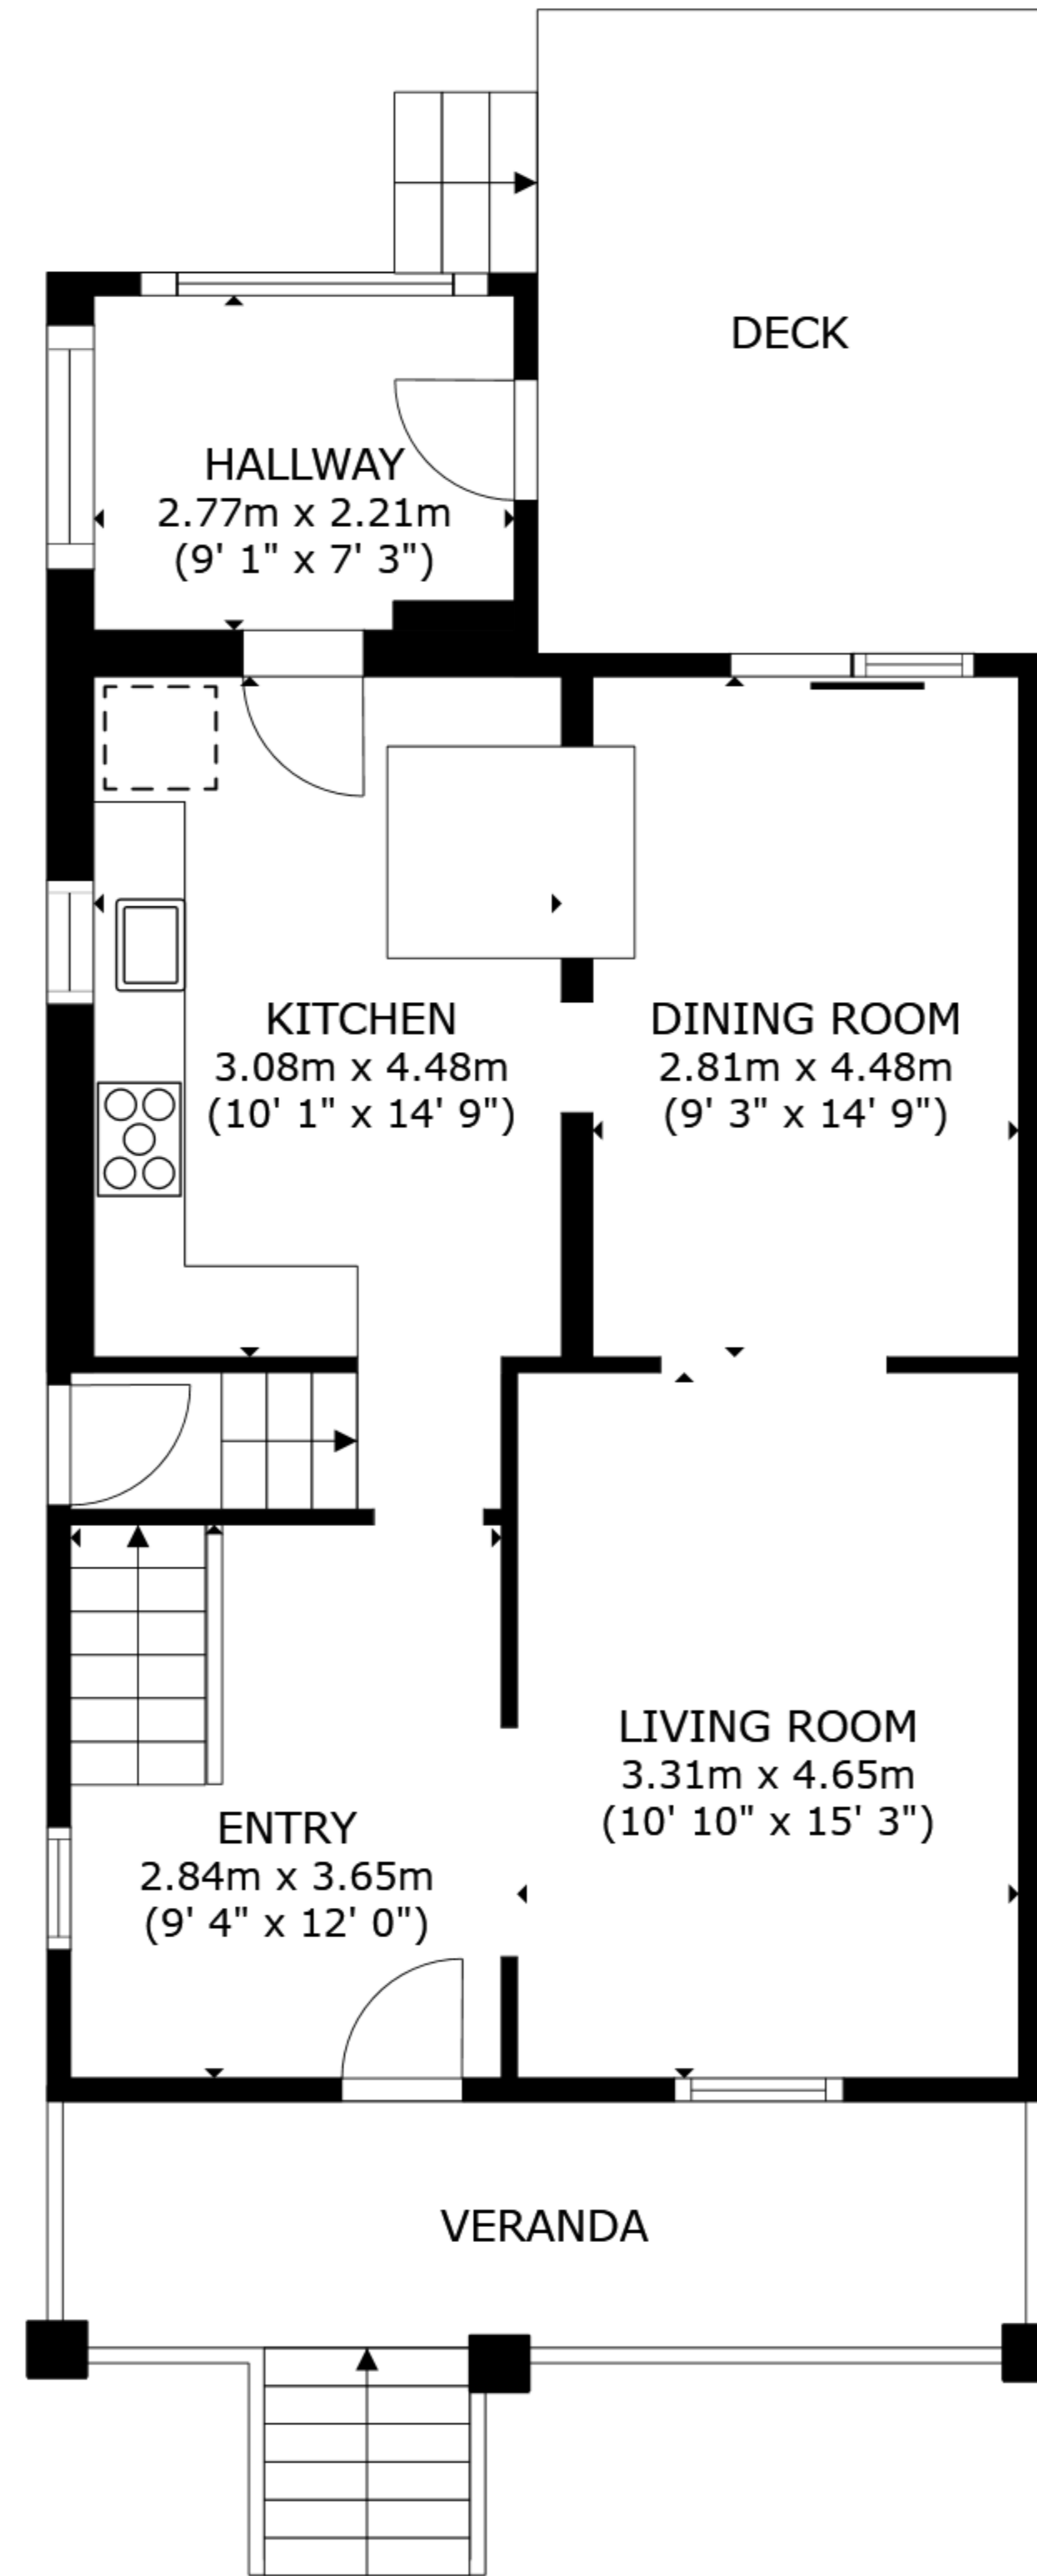 DECK
HALLWAY
2.77m x 2.21m
(9' 1" x 7' 3")
KITCHEN
3.08m x 4.48m
(10' 1" x 14' 9")
DINING ROOM
2.81m x 4.48m
(9' 3" x 14' 9")
LIVING ROOM
3.31m x 4.65m
(10' 10" x 15' 3")
ENTRY
2.84m x 3.65m
(9' 4" x 12' 0")
VERANDA